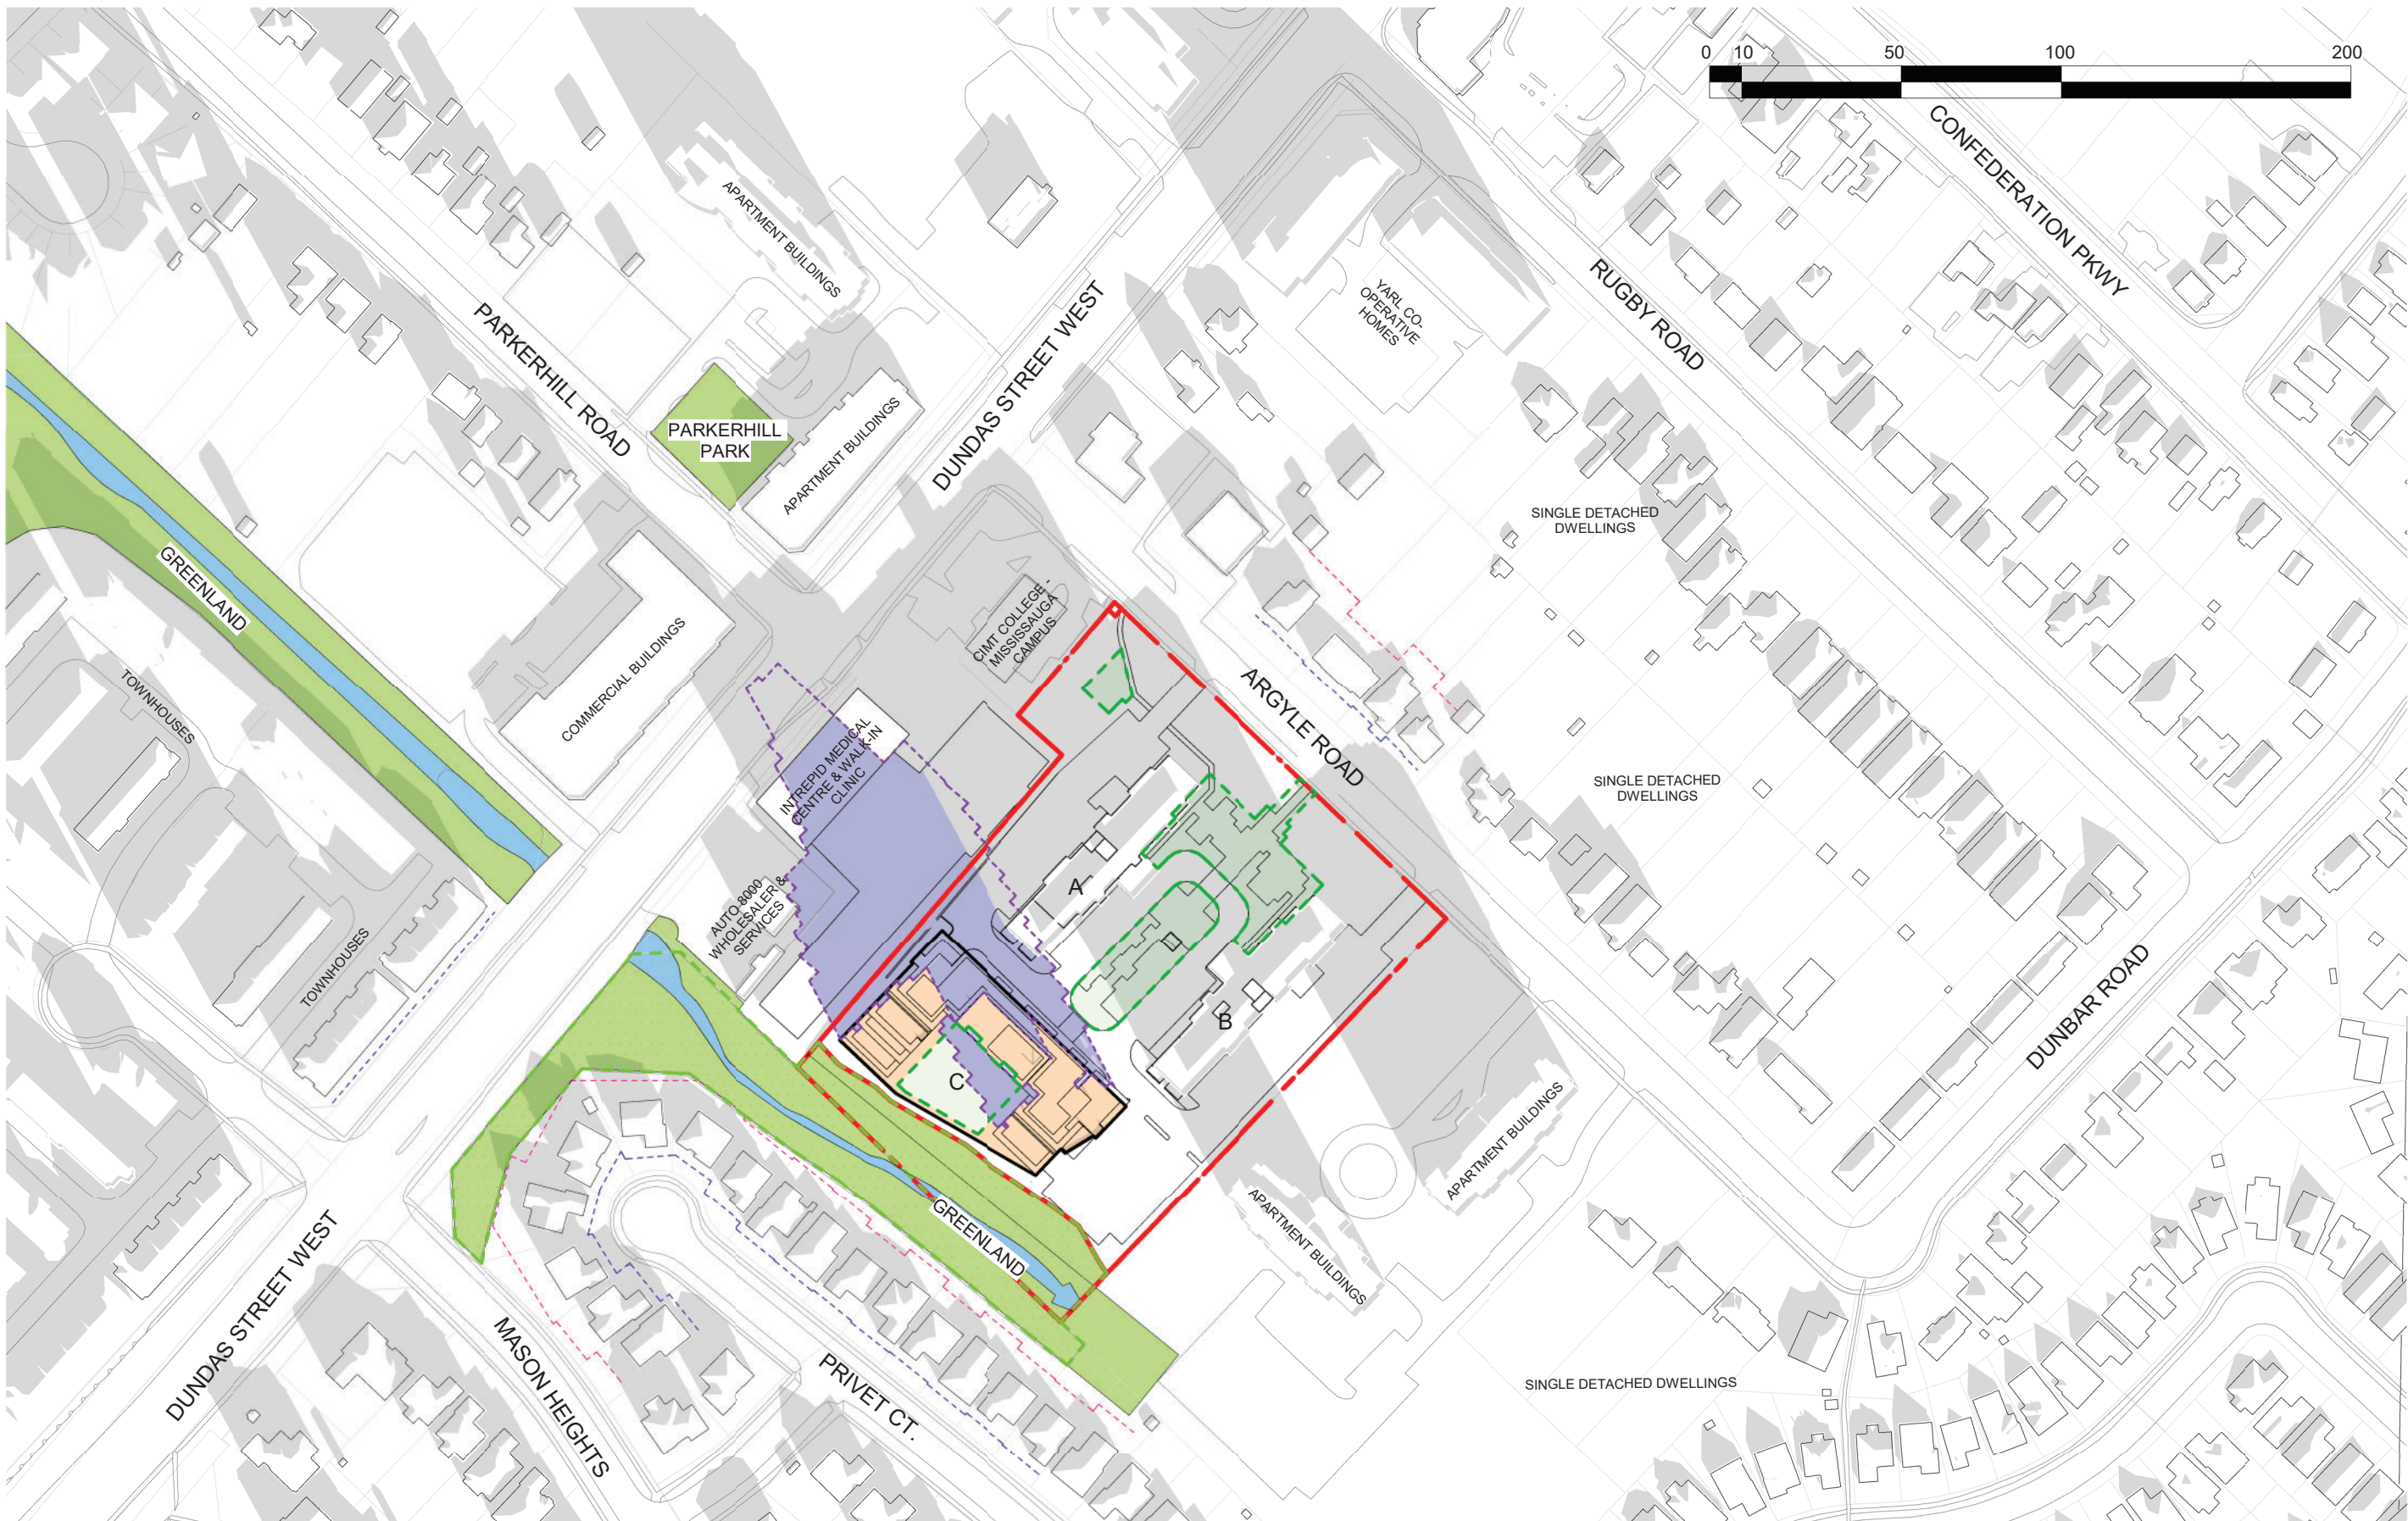 0 10 50 100 200
CONFEDERATION PKWY
APARTMENT BUILDINGS
RUGBY ROAD
YARL CO-
OPERATIVE
HOMES
PARKERHILL ROAD
DUNDAS STREET WEST
PARKERHILL
PARK
APARTMENT BUILDINGS
SINGLE DETACHED
DWELLINGS
GREENLAND
CIMT COLLEGE -
MISSISSAUGA
CAMPUS
COMMERCIAL BUILDINGS
TOWNHOUSES
ARGYLE ROAD
INTREPID MEDICAL
CENTRE & WALK-IN
CLINIC
SINGLE DETACHED
DWELLINGS
A
AUTO-8000
WHOLESALER &
SERVICES
TOWNHOUSES
B
DUNBAR ROAD
C
APARTMENT BUILDINGS
APARTMENT BUILDINGS
GREENLAND
DUNDAS STREET WEST
MASON HEIGHTS
PRIVET CT.
SINGLE DETACHED DWELLINGS